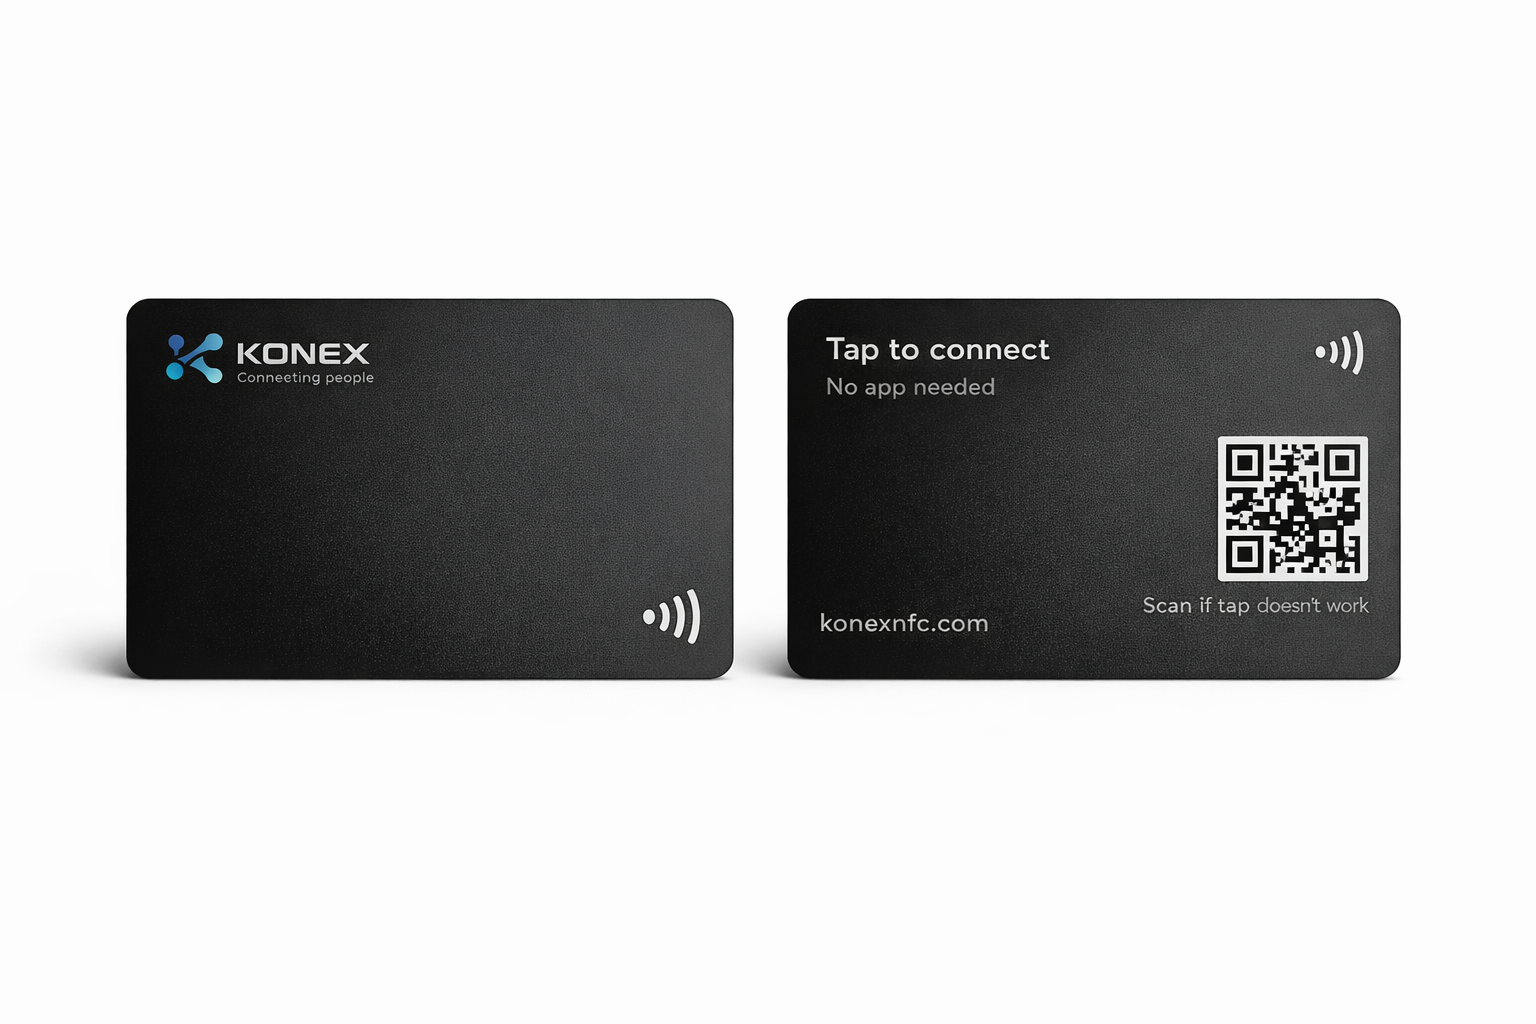 KONEX
Connecting people
Tap to connect
No app needed
Scan if tap doesn't work
konexnfc.com